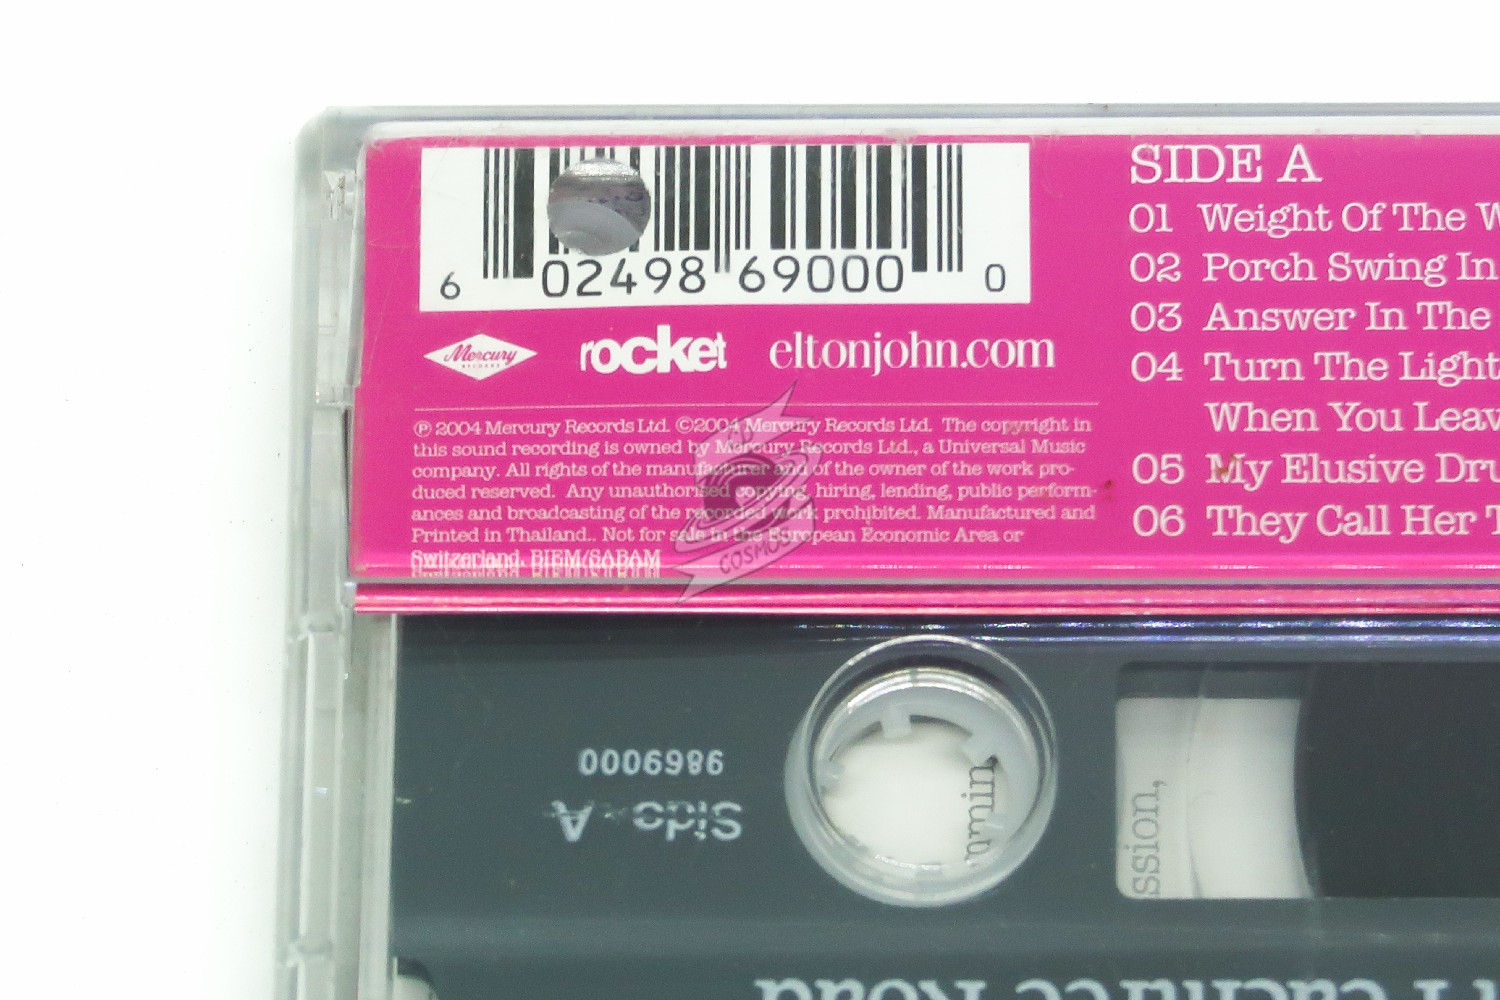 6 02498 69000 0
Mercury
RECORDS
rocket
eltonjohn.com
℗ 2004 Mercury Records Ltd. ©2004 Mercury Records Ltd. The copyright in
this sound recording is owned by Mercury Records Ltd., a Universal Music
company. All rights of the manufacturer and of the owner of the work pro-
duced reserved. Any unauthorised copying, hiring, lending, public perform-
ances and broadcasting of the recorded work prohibited. Manufactured and
Printed in Thailand.. Not for sale in the European Economic Area or
Switzerland. BIEM/SABAM
SIDE A
01 Weight Of The W
02 Porch Swing In
03 Answer In The
04 Turn The Light
When You Leav
05 My Elusive Dru
06 They Call Her T
COSMOS
9869000
Side A
mmin
ssion,
Peachtree Road